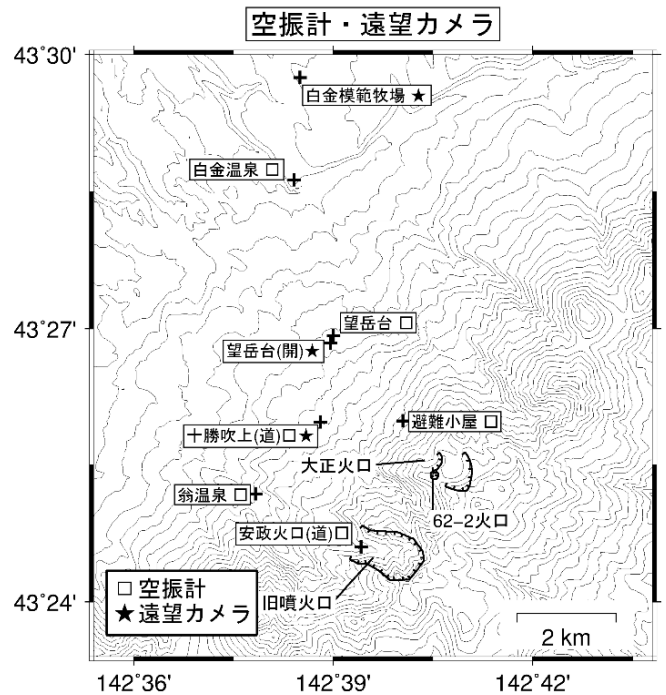 空振計・遠望カメラ
43˚30'
白金模範牧場 ★
白金温泉 □
43˚27'
望岳台 □
望岳台(開)★
十勝吹上(道)□★
避難小屋 □
大正火口
翁温泉 □
62−2火口
安政火口(道)□
旧噴火口
□ 空振計
★ 遠望カメラ
43˚24'
2 km
142˚36'
142˚39'
142˚42'